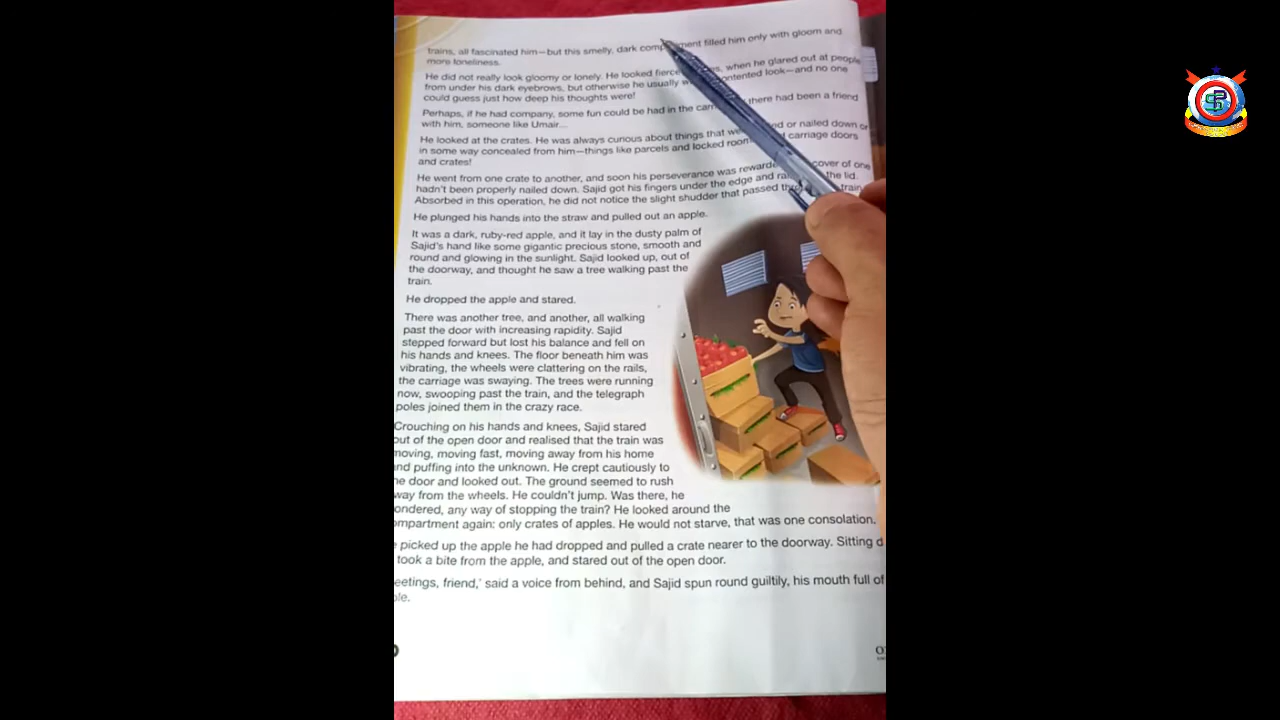 trains, all fascinated him—but this smelly, dark compartment filled him only with gloom and
more loneliness.
He did not really look gloomy or lonely. He looked fierce when he glared out at people
from under his dark eyebrows, but otherwise he usually contented look—and no one
could guess just how deep his thoughts were!
Perhaps, if he had company, some fun could be had in the there had been a friend
with him, someone like Umair...
He looked at the crates. He was always curious about things that or nailed down or
in some way concealed from him—things like parcels and locked carriage doors
and crates!
He went from one crate to another, and soon his perseverance was cover of one
hadn't been properly nailed down. Sajid got his fingers under the edge and the lid.
Absorbed in this operation, he did not notice the slight shudder that passed train.
He plunged his hands into the straw and pulled out an apple.
It was a dark, ruby-red apple, and it lay in the dusty palm of
Sajid's hand like some gigantic precious stone, smooth and
round and glowing in the sunlight. Sajid looked up, out of
the doorway, and thought he saw a tree walking past the
train.
He dropped the apple and stared.
There was another tree, and another, all walking
past the door with increasing rapidity. Sajid
stepped forward but lost his balance and fell on
his hands and knees. The floor beneath him was
vibrating, the wheels were clattering on the rails,
the carriage was swaying. The trees were running
now, swooping past the train, and the telegraph
poles joined them in the crazy race.
Crouching on his hands and knees, Sajid stared
out of the open door and realised that the train was
moving, moving fast, moving away from his home
nd puffing into the unknown. He crept cautiously to
he door and looked out. The ground seemed to rush
way from the wheels. He couldn't jump. Was there, he
ondered, any way of stopping the train? He looked around the
ompartment again: only crates of apples. He would not starve, that was one consolation.
picked up the apple he had dropped and pulled a crate nearer to the doorway. Sitting d
took a bite from the apple, and stared out of the open door.
eetings, friend,' said a voice from behind, and Sajid spun round guiltily, his mouth full of
ple.